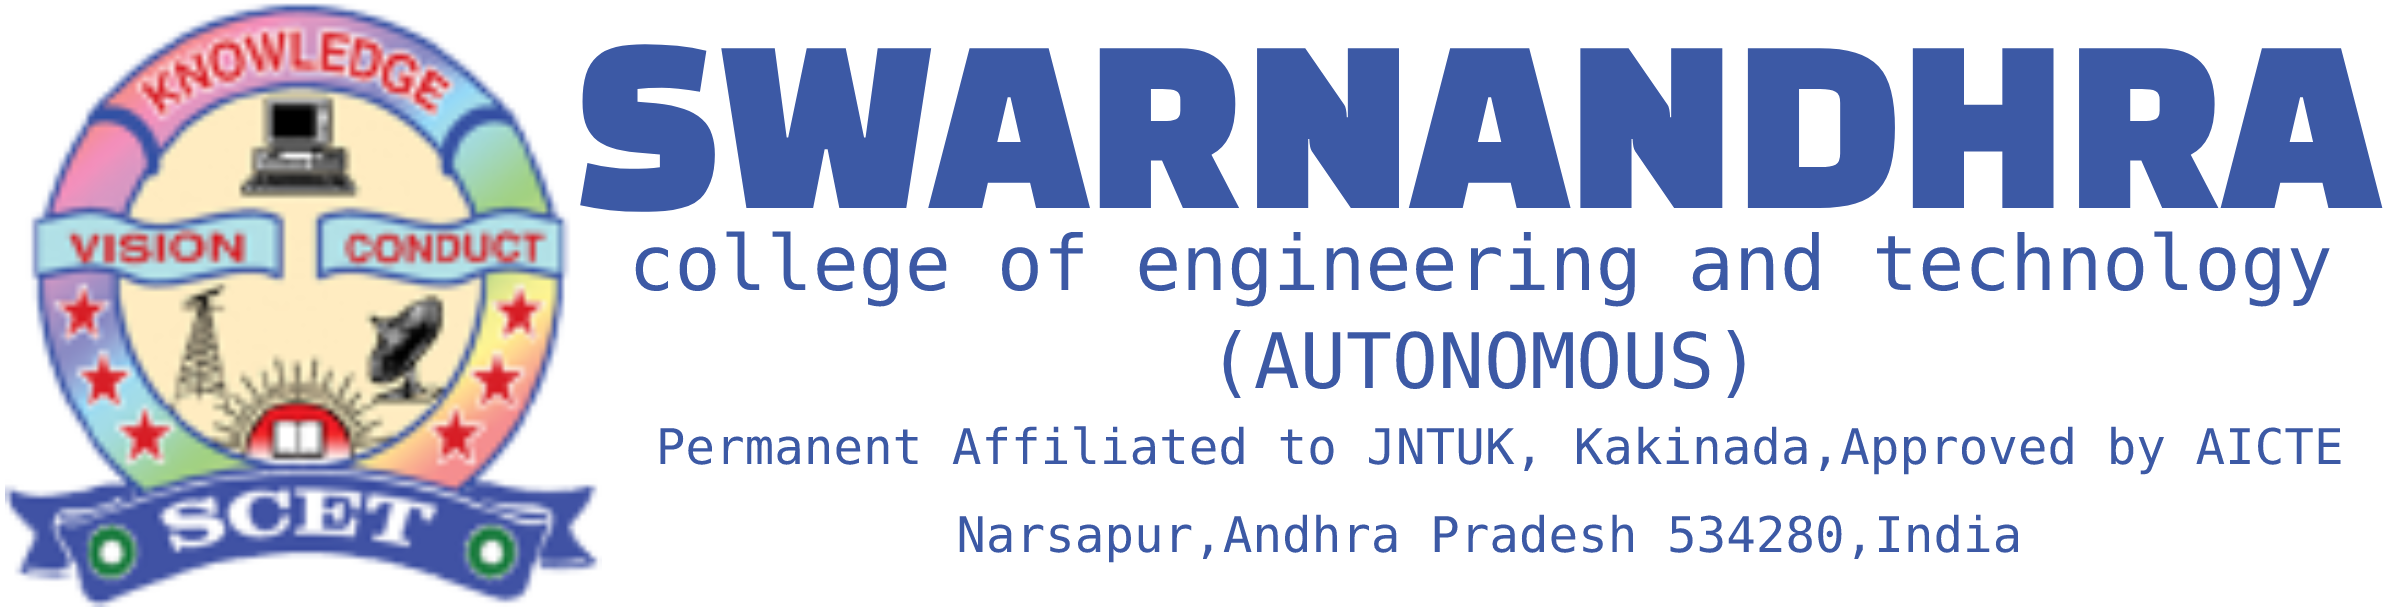 KNOWLEDGE
VISION
CONDUCT
SCET
SWARNANDHRA
college of engineering and technology
(AUTONOMOUS)
Permanent Affiliated to JNTUK, Kakinada,Approved by AICTE
Narsapur,Andhra Pradesh 534280,India